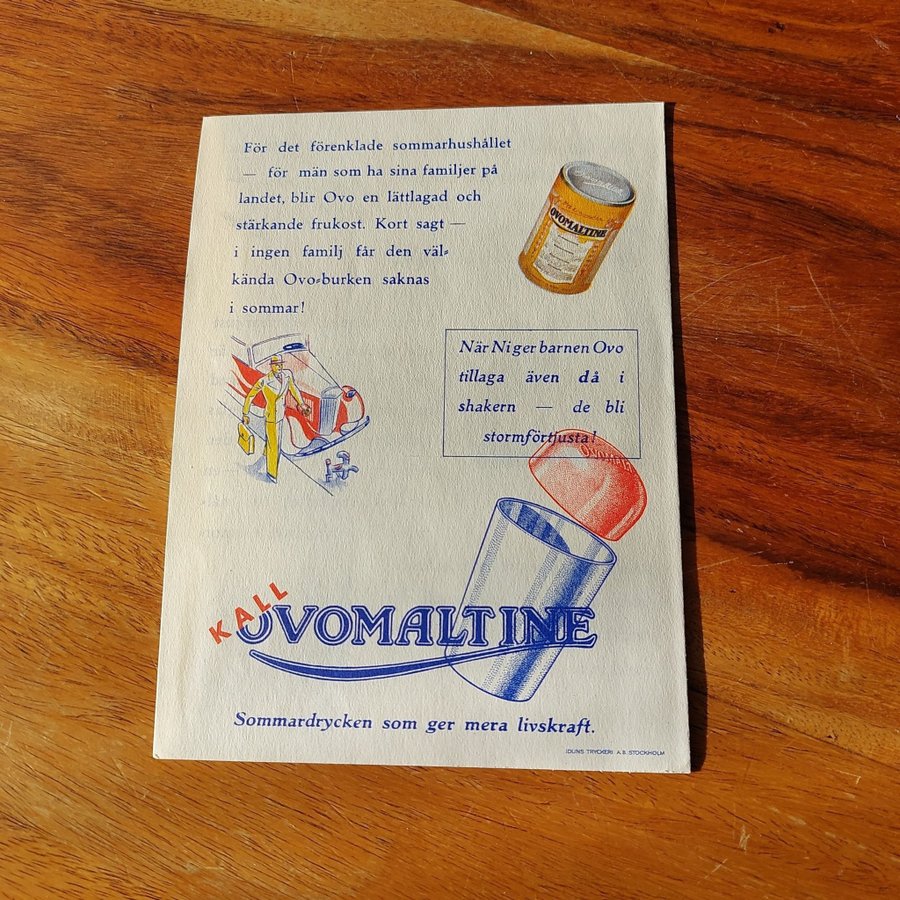 För det förenklade sommarhushållet
— för män som ha sina familjer på
landet, blir Ovo en lättlagad och
stärkande frukost. Kort sagt —
i ingen familj får den väl-
kända Ovo-burken saknas
i sommar!
OVOMALTINE
När Ni ger barnen Ovo
tillaga även då i
shakern — de bli
stormförtjusta!
OVOMALT
KALL
OVOMALTINE
Sommardrycken som ger mera livskraft.
IDUNS TRYCKERI A.B. STOCKHOLM